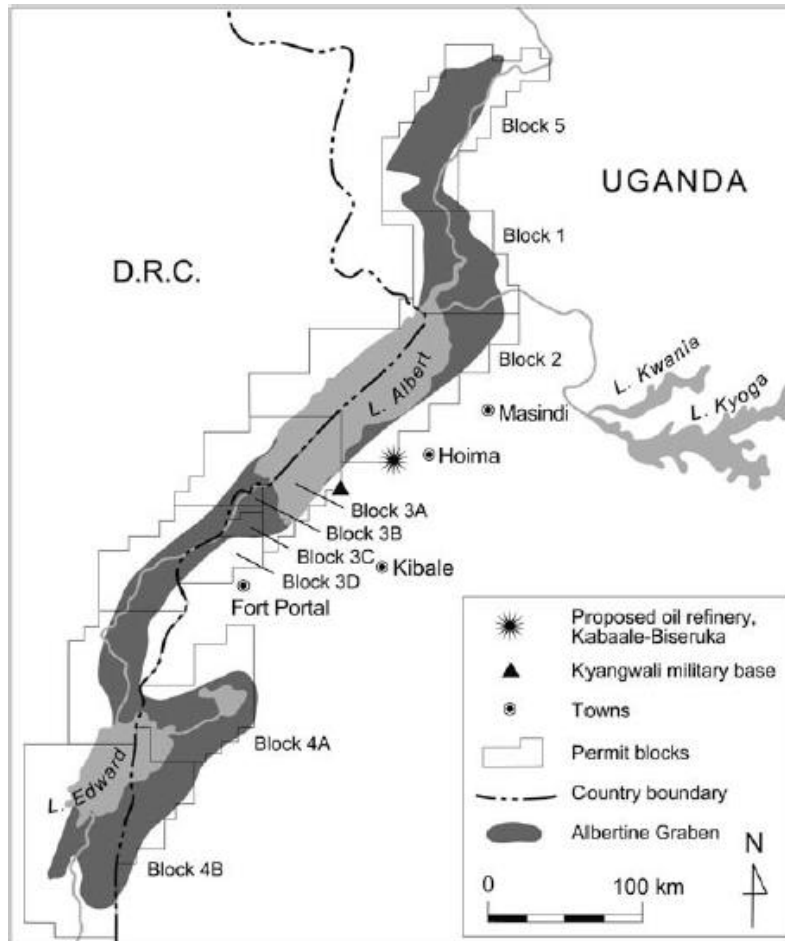 Block 5
UGANDA
Block 1
D.R.C.
Block 2
L. Albert
L. Kwania
L. Kyoga
Masindi
Hoima
Block 3A
Block 3B
Block 3C
Kibale
Block 3D
Fort Portal
Block 4A
L. Edward
Block 4B
Proposed oil refinery,
Kabaale-Biseruka
Kyangwali military base
Towns
Permit blocks
Country boundary
Albertine Graben
N
0 100 km